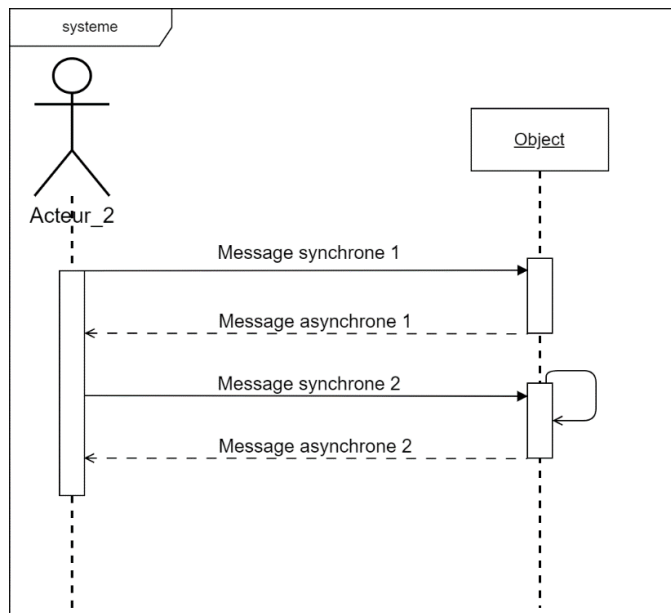 systeme
Object
Acteur_2
Message synchrone 1
Message asynchrone 1
Message synchrone 2
Message asynchrone 2